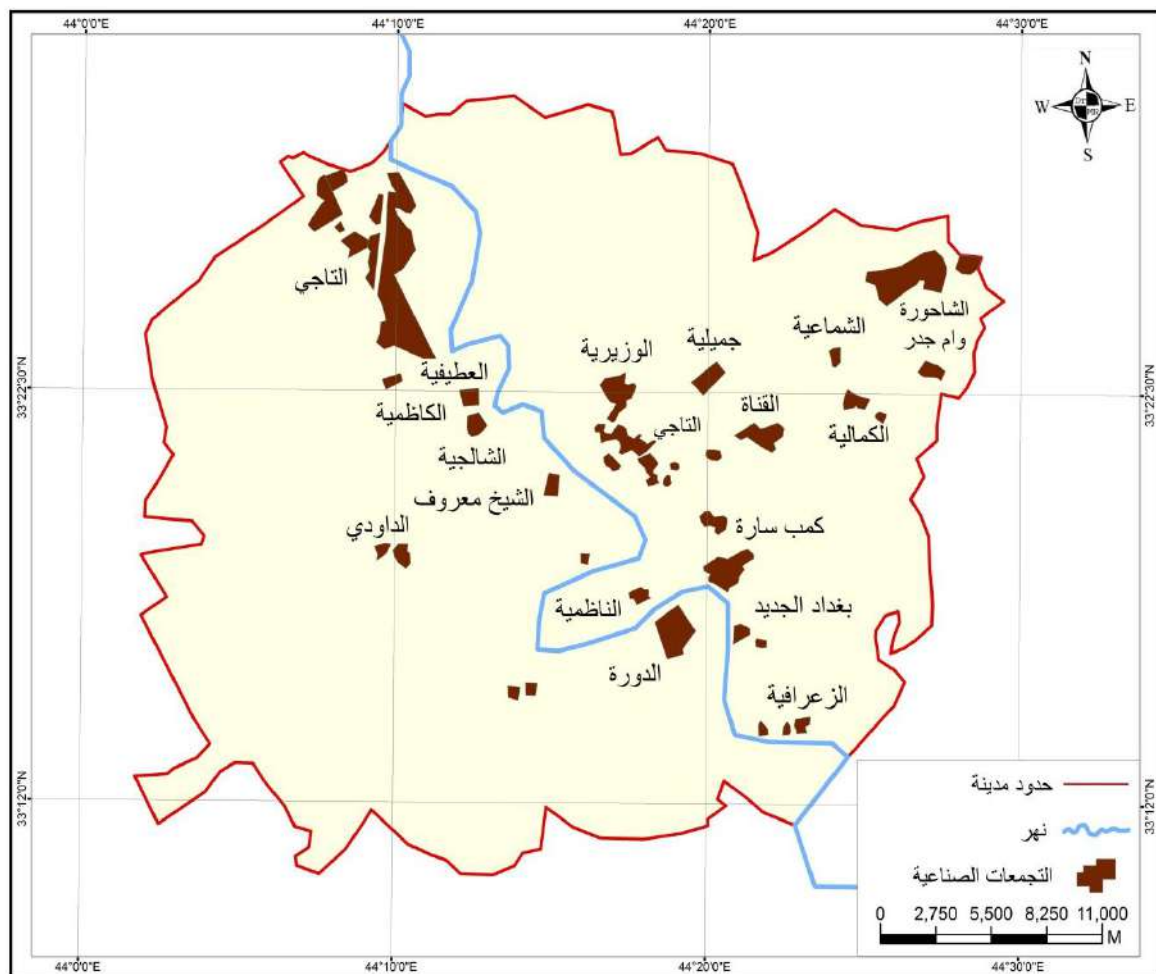 44°0'0"E
44°10'0"E
44°20'0"E
44°30'0"E
N
W
E
S
التاجي
الشاحورة
وام جدر
الشماعية
جميلية
الوزيرية
33°22'30"N
33°22'30"N
العطيفية
الكاظمية
القناة
التاجي
الكمالية
الشالجية
الشيخ معروف
كمب سارة
الداودي
الناظمية
بغداد الجديد
الدورة
الزعرافية
33°12'0"N
33°12'0"N
حدود مدينة
نهر
التجمعات الصناعية
0 2,750 5,500 8,250 11,000
M
44°0'0"E
44°10'0"E
44°20'0"E
44°30'0"E